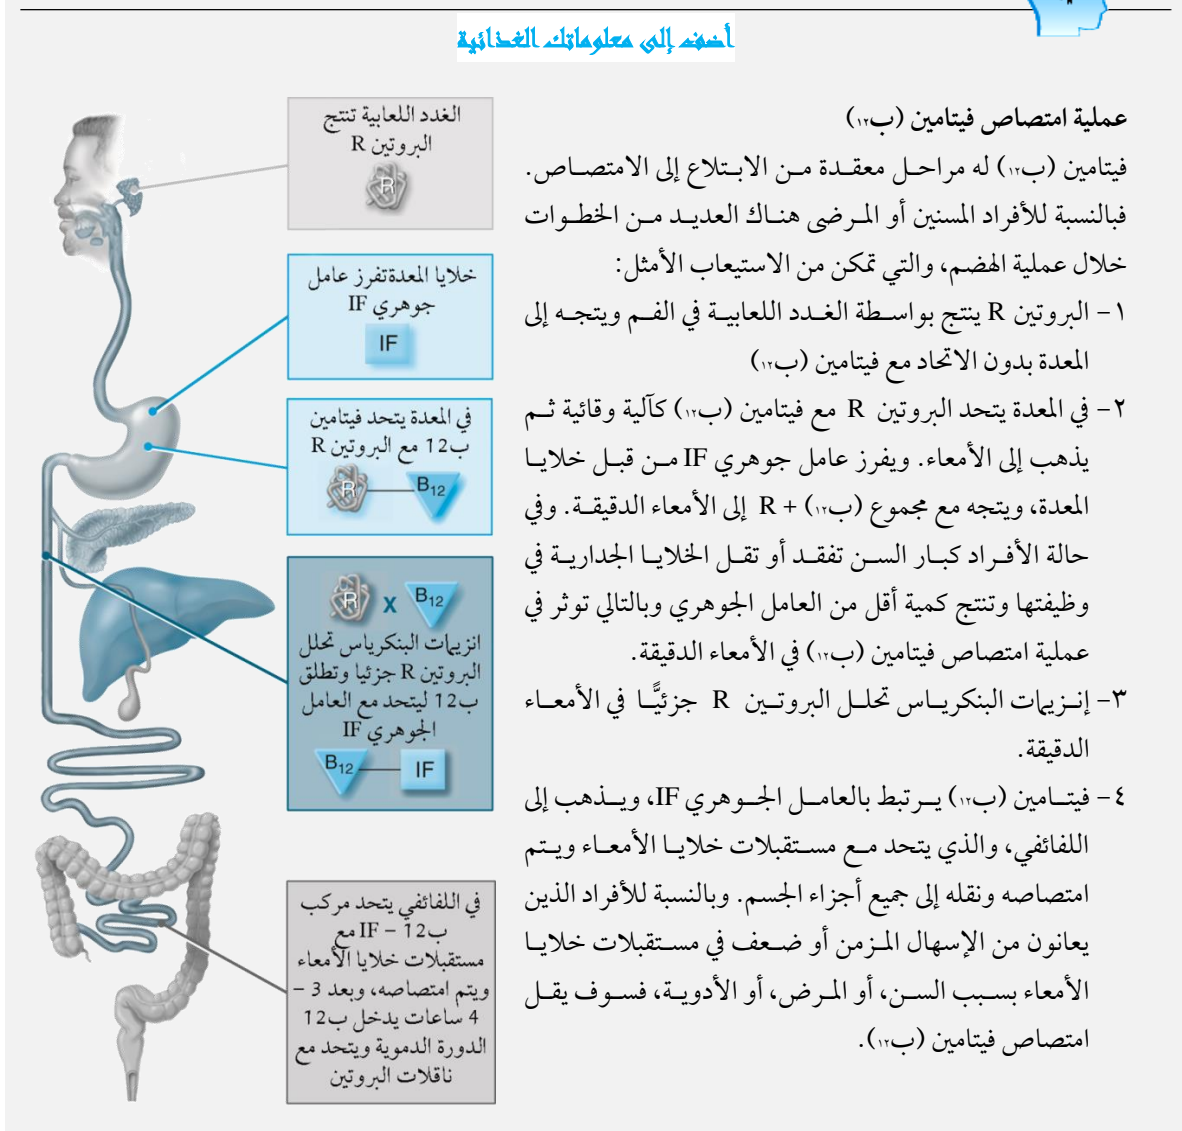 أضف إلى معلوماتك الغذائية
عملية امتصاص فيتامين (ب١٢)
فيتامين (ب١٢) له مراحل معقدة من الابتلاع إلى الامتصاص.
فبالنسبة للأفراد المسنين أو المرضى هناك العديد من الخطوات
خلال عملية الهضم، والتي تمكن من الاستيعاب الأمثل:
١- البروتين R ينتج بواسطة الغدد اللعابية في الفم ويتجه إلى
المعدة بدون الاتحاد مع فيتامين (ب١٢)
٢- في المعدة يتحد البروتين R مع فيتامين (ب١٢) كآلية وقائية ثم
يذهب إلى الأمعاء. ويفرز عامل جوهري IF من قبل خلايا
المعدة، ويتجه مع مجموع (ب١٢) + R إلى الأمعاء الدقيقة. وفي
حالة الأفراد كبار السن تفقد أو تقل الخلايا الجدارية في
وظيفتها وتنتج كمية أقل من العامل الجوهري وبالتالي توثر في
عملية امتصاص فيتامين (ب١٢) في الأمعاء الدقيقة.
٣- إنزيمات البنكرياس تحلل البروتين R جزئيًّا في الأمعاء
الدقيقة.
٤- فيتامين (ب١٢) يرتبط بالعامل الجوهري IF، ويذهب إلى
اللفائفي، والذي يتحد مع مستقبلات خلايا الأمعاء ويتم
امتصاصه ونقله إلى جميع أجزاء الجسم. وبالنسبة للأفراد الذين
يعانون من الإسهال المزمن أو ضعف في مستقبلات خلايا
الأمعاء بسبب السن، أو المرض، أو الأدوية، فسوف يقل
امتصاص فيتامين (ب١٢).
الغدد اللعابية تنتج
البروتين R
R
خلايا المعدة تفرز عامل
جوهري IF
IF
في المعدة يتحد فيتامين
ب12 مع البروتين R
R B12
R x B12
انزيمات البنكرياس تحلل
البروتين R جزئيا وتطلق
ب12 ليتحد مع العامل
الجوهري IF
B12 IF
في اللفائفي يتحد مركب
ب12 – IF مع
مستقبلات خلايا الأمعاء
ويتم امتصاصه، وبعد 3 –
4 ساعات يدخل ب12
الدورة الدموية ويتحد مع
ناقلات البروتين